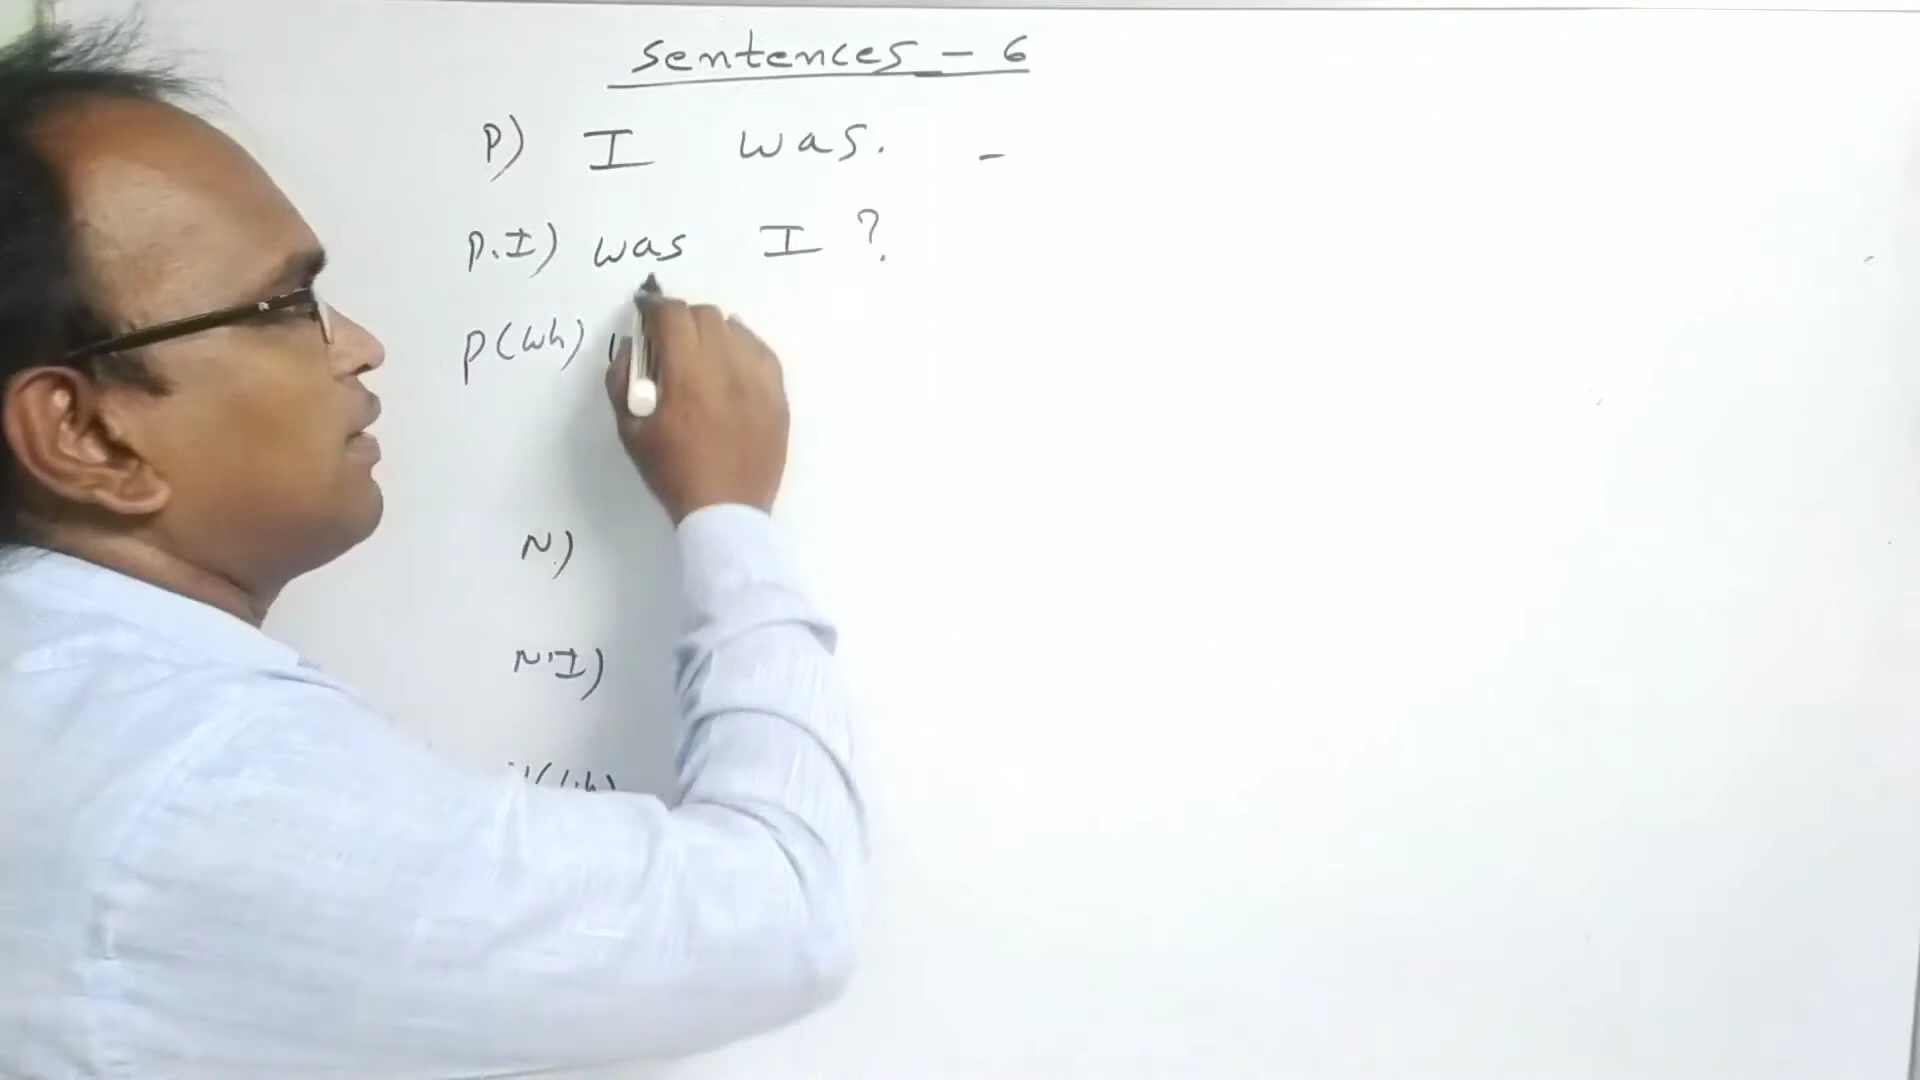 Sentences - 6
P) I was. -
P.I) was I ?
P(Wh)
N)
N.I)